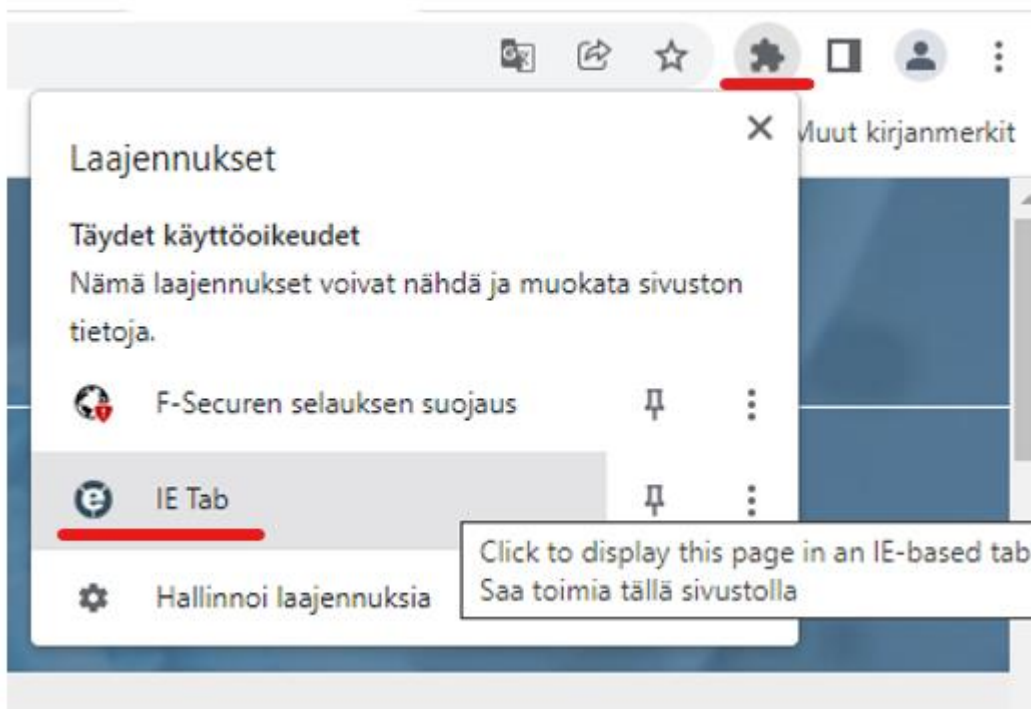 Muut kirjanmerkit
Laajennukset
Täydet käyttöoikeudet
Nämä laajennukset voivat nähdä ja muokata sivuston
tietoja.
F-Securen selauksen suojaus
IE Tab
Click to display this page in an IE-based tab
Saa toimia tällä sivustolla
Hallinnoi laajennuksia